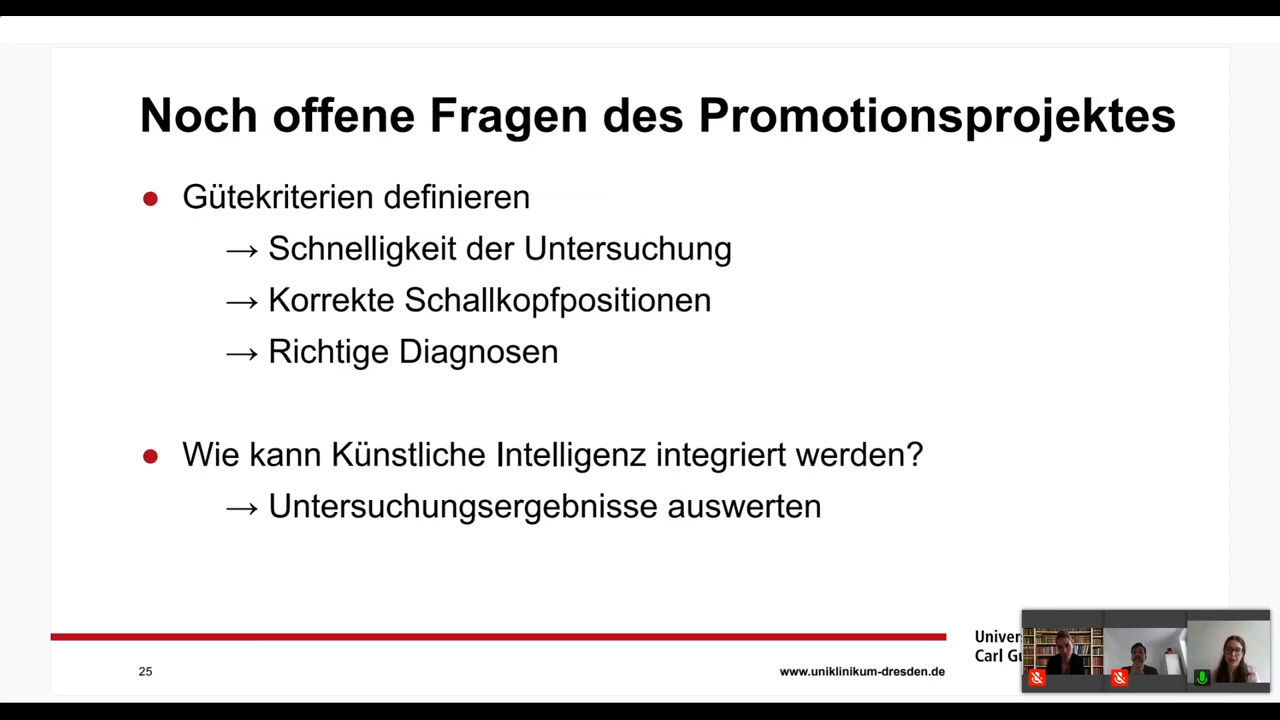 Noch offene Fragen des Promotionsprojektes
● Gütekriterien definieren
→ Schnelligkeit der Untersuchung
→ Korrekte Schallkopfpositionen
→ Richtige Diagnosen
● Wie kann Künstliche Intelligenz integriert werden?
→ Untersuchungsergebnisse auswerten
25
www.uniklinikum-dresden.de
Carl